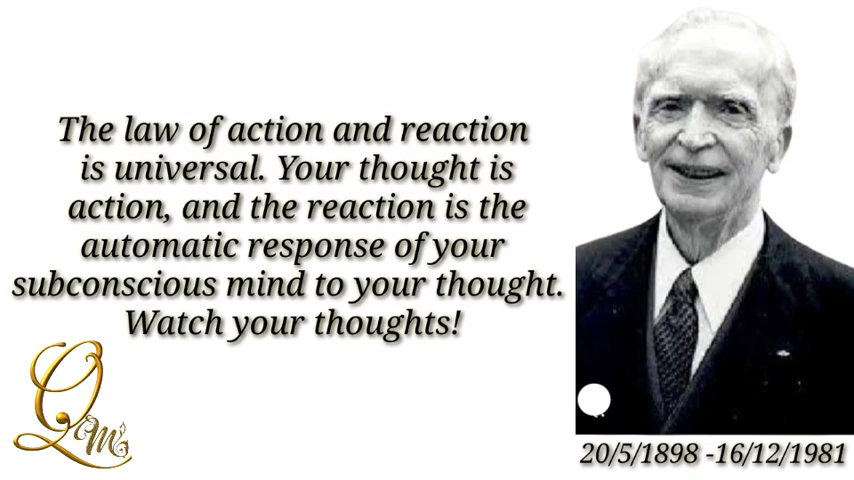 The law of action and reaction
is universal. Your thought is
action, and the reaction is the
automatic response of your
subconscious mind to your thought.
Watch your thoughts!
QMs
20/5/1898 -16/12/1981